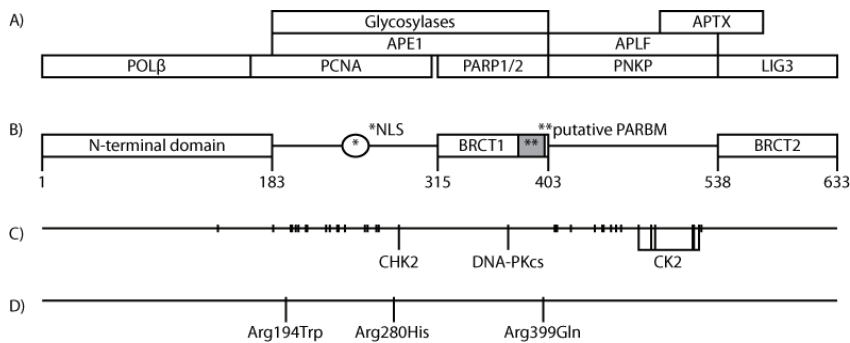 A)
Glycosylases APTX
APE1 APLF
POLβ PCNA PARP1/2 PNKP LIG3
B)
*NLS **putative PARBM
N-terminal domain * BRCT1 ** BRCT2
1 183 315 403 538 633
C)
CHK2 DNA-PKcs CK2
D)
Arg194Trp Arg280His Arg399Gln